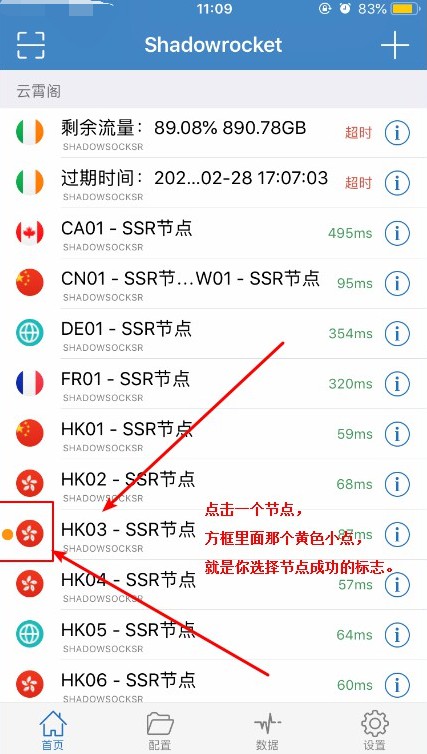 11:09 83%
Shadowrocket
云霄阁
剩余流量：89.08% 890.78GB
SHADOWSOCKSR
超时
过期时间：202...02-28 17:07:03
SHADOWSOCKSR
超时
CA01 - SSR节点
SHADOWSOCKSR
495ms
CN01 - SSR节...W01 - SSR节点
SHADOWSOCKSR
95ms
DE01 - SSR节点
SHADOWSOCKSR
354ms
FR01 - SSR节点
SHADOWSOCKSR
320ms
HK01 - SSR节点
SHADOWSOCKSR
59ms
HK02 - SSR节点
SHADOWSOCKSR
68ms
点击一个节点，
HK03 - SSR节点
SHADOWSOCKSR
方框里面那个黄色小点，
就是你选择节点成功的标志。
HK04 - SSR节点
SHADOWSOCKSR
57ms
HK05 - SSR节点
SHADOWSOCKSR
64ms
HK06 - SSR节点
SHADOWSOCKSR
60ms
首页 配置 数据 设置